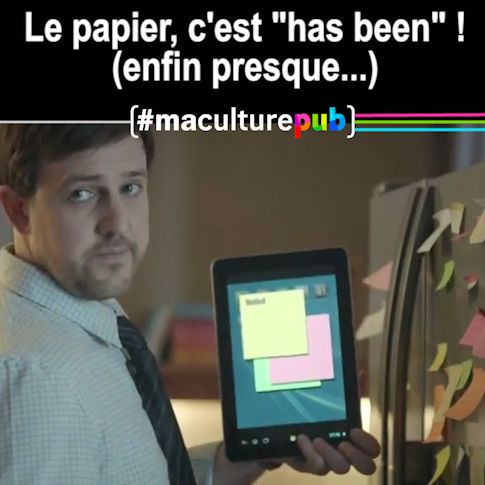 Le papier, c'est "has been" !
(enfin presque...)
{#maculturepub}